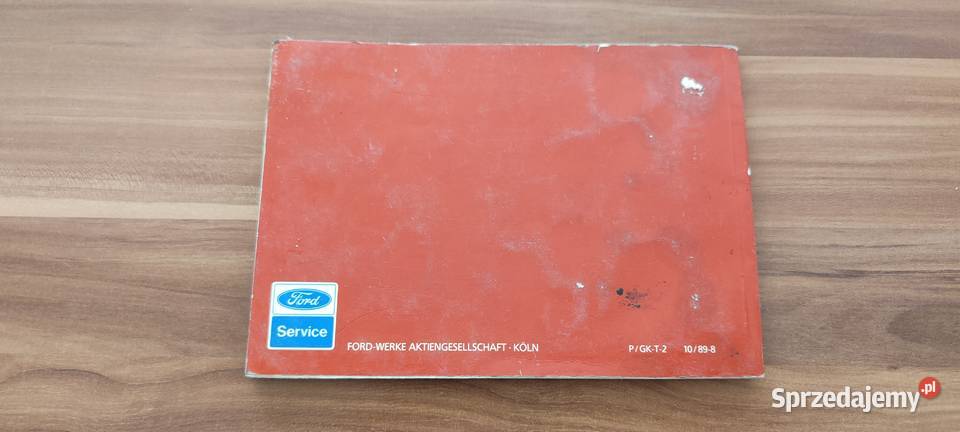 Ford
Service
FORD-WERKE AKTIENGESELLSCHAFT · KÖLN
P/GK-T-2 10/89-8
Sprzedajemy.pl